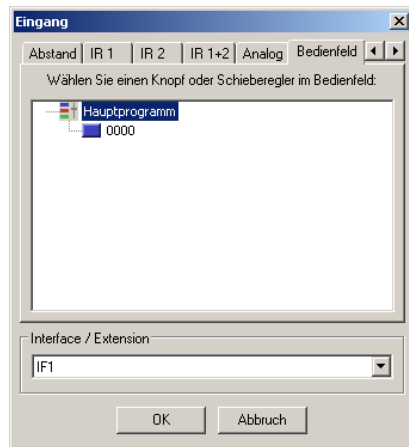 Eingang
Abstand IR 1 IR 2 IR 1+2 Analog Bedienfeld
Wählen Sie einen Knopf oder Schieberegler im Bedienfeld:
Hauptprogramm
0000
Interface / Extension
IF1
OK Abbruch